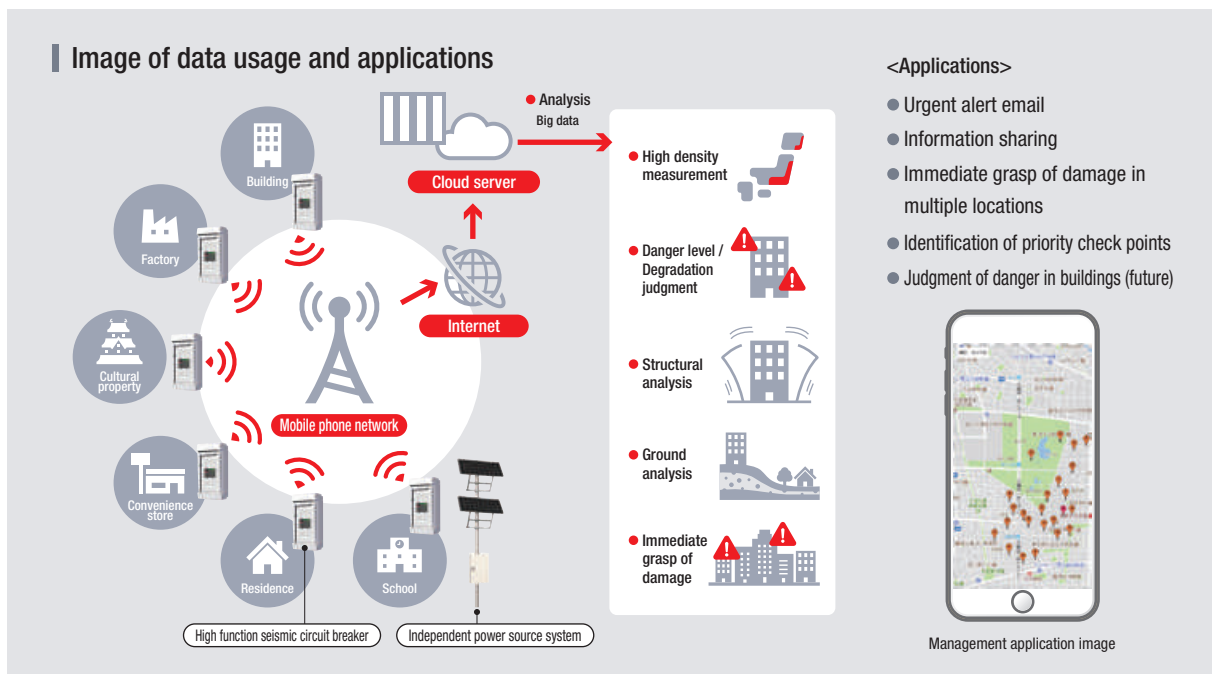 Image of data usage and applications
Building
Factory
Cultural
property
Convenience
store
Residence
School
Mobile phone network
Internet
Cloud server
● Analysis
Big data
High function seismic circuit breaker
Independent power source system
● High density
measurement
● Danger level /
Degradation
judgment
● Structural
analysis
● Ground
analysis
● Immediate
grasp of
damage
<Applications>
● Urgent alert email
● Information sharing
● Immediate grasp of damage in
multiple locations
● Identification of priority check points
● Judgment of danger in buildings (future)
Management application image